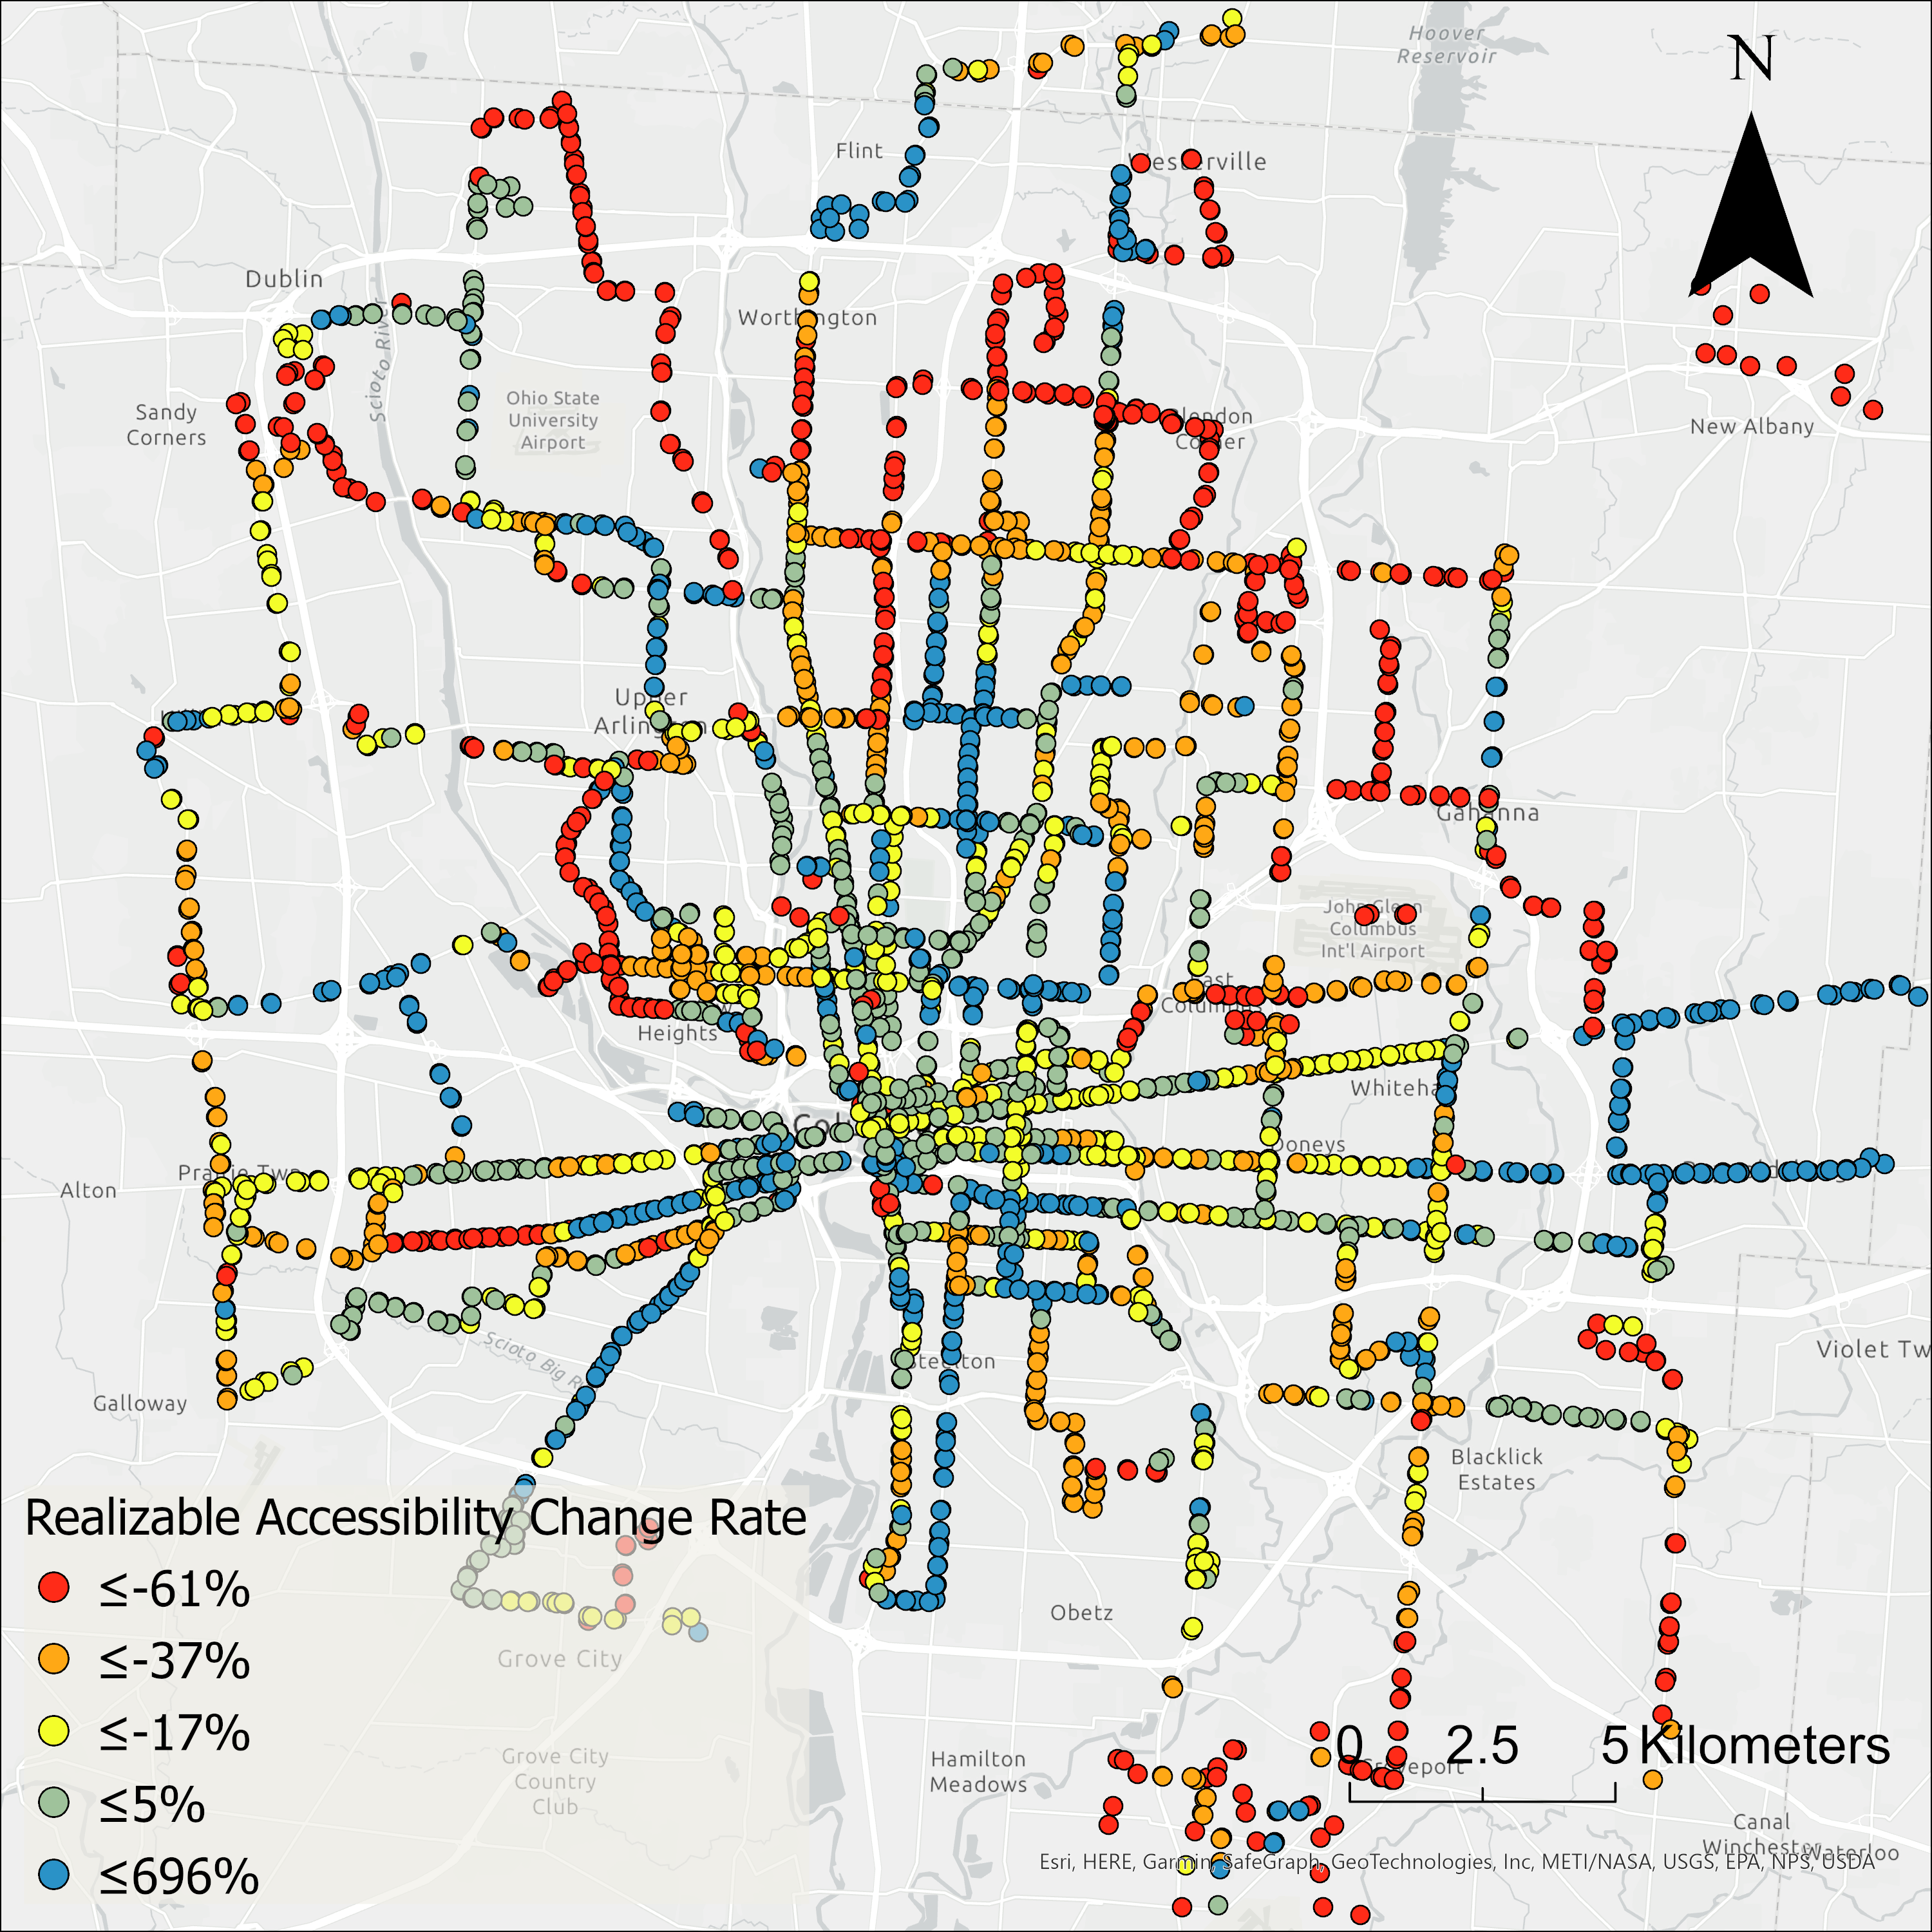 Hoover
Reservoir
N
Flint
Westerville
Dublin
Worthington
Scioto River
Ohio State
University
Airport
Sandy
Corners
Blendon
Corner
New Albany
Upper
Arlington
Gahanna
John Glenn
Columbus
Int'l Airport
East
Columbus
Heights
Whiteha
Colu
Doneys
Prairie Twp
Alton
Violet Tw
Steelton
Scioto Big R
Galloway
Blacklick
Estates
Realizable Accessibility Change Rate
≤-61%
≤-37%
≤-17%
≤5%
≤696%
Obetz
Grove City
Grove City
Country
Club
Hamilton
Meadows
0 2.5 5 Kilometers
Groveport
Canal
Winchester
Waterloo
Esri, HERE, Garmin, SafeGraph, GeoTechnologies, Inc, METI/NASA, USGS, EPA, NPS, USDA